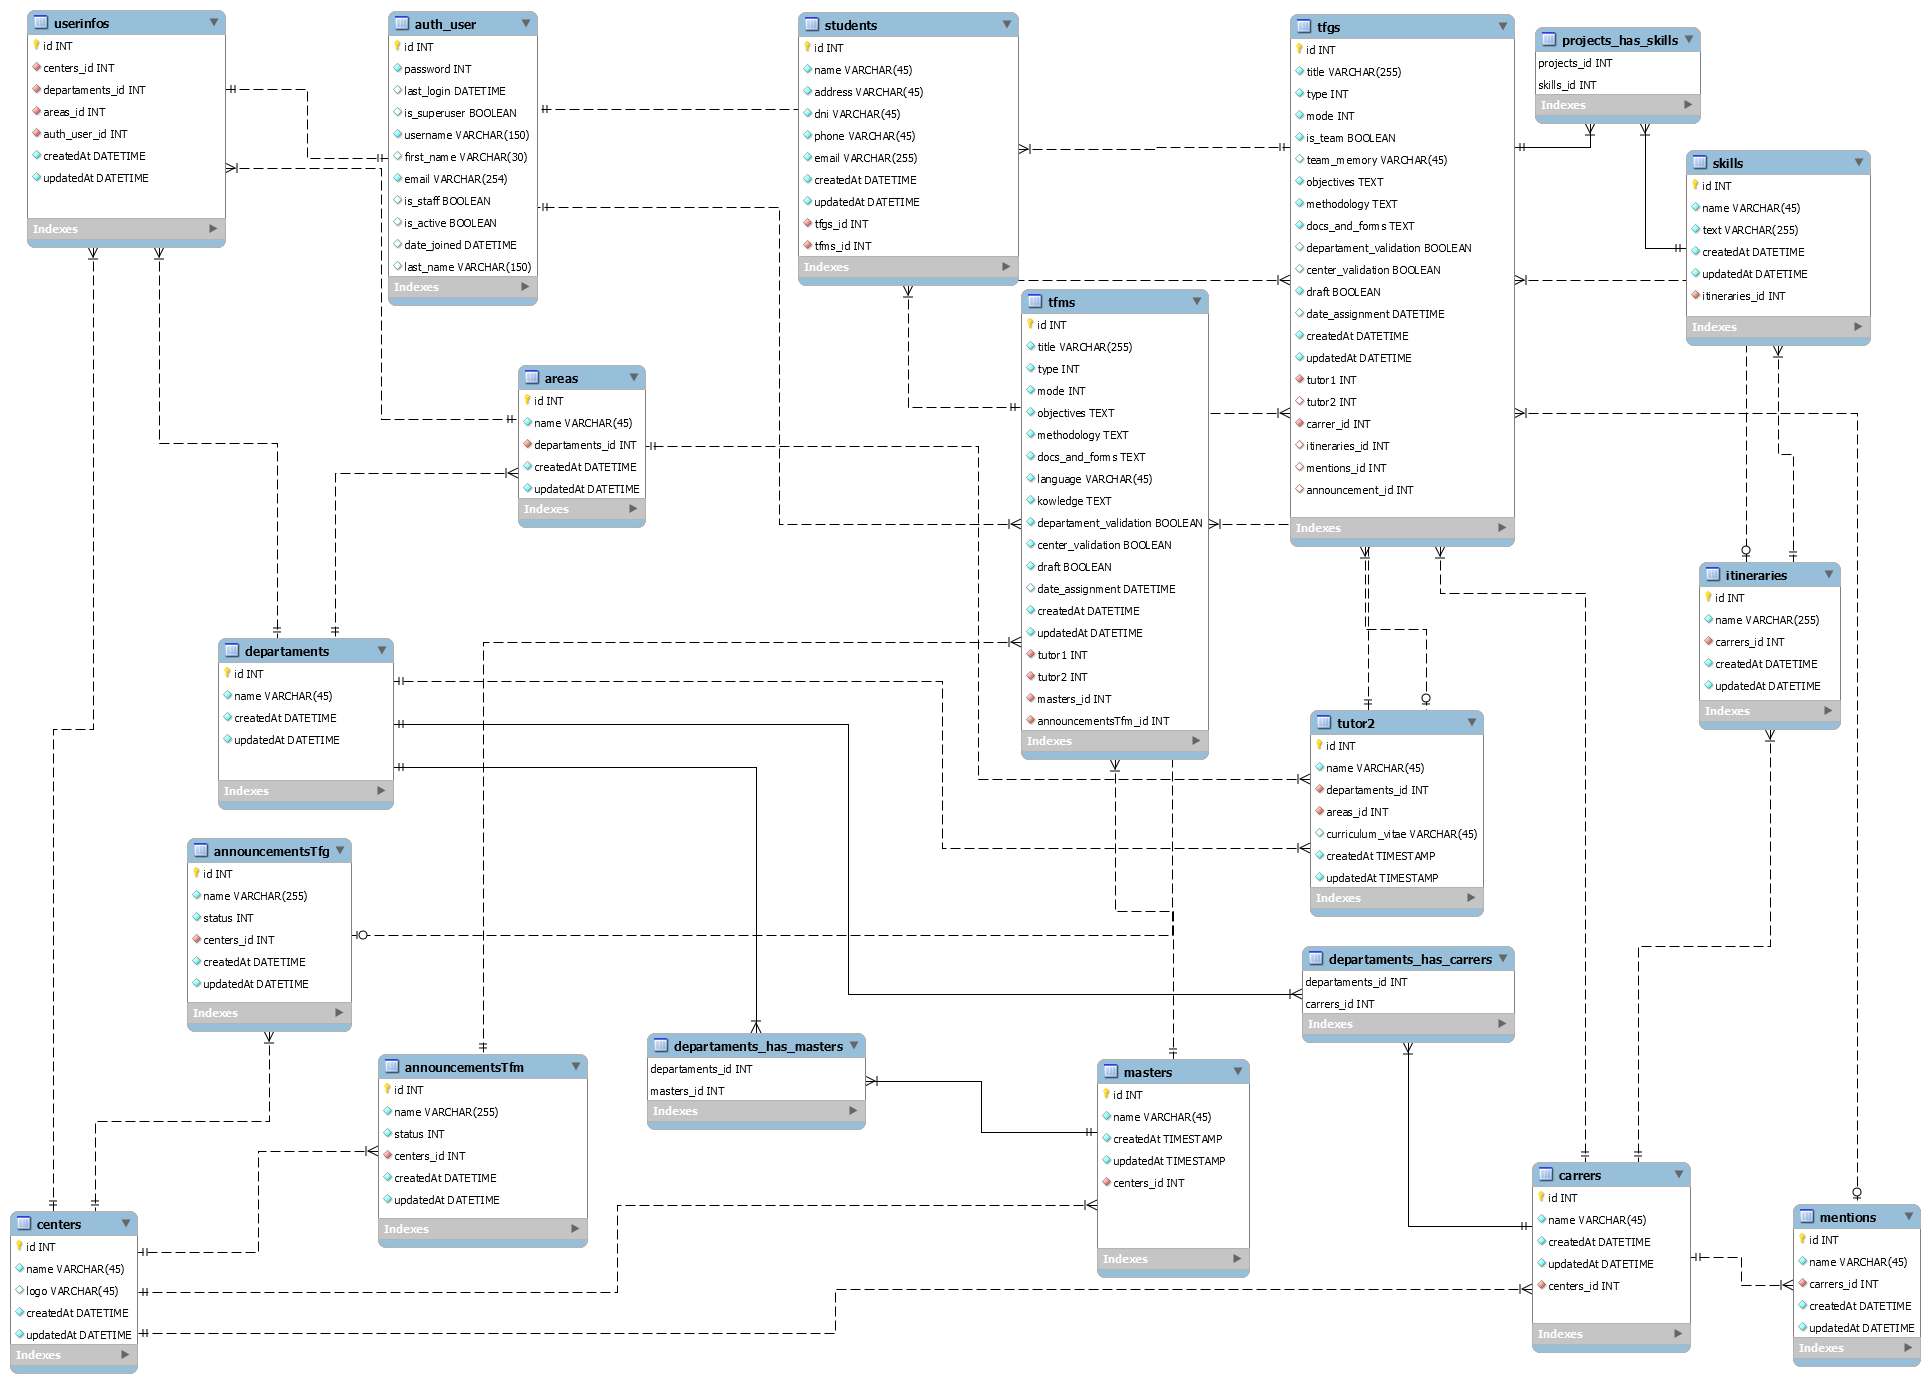 userinfos
id INT
centers_id INT
departaments_id INT
areas_id INT
auth_user_id INT
createdAt DATETIME
updatedAt DATETIME
Indexes
auth_user
id INT
password INT
last_login DATETIME
is_superuser BOOLEAN
username VARCHAR(150)
first_name VARCHAR(30)
email VARCHAR(254)
is_staff BOOLEAN
is_active BOOLEAN
date_joined DATETIME
last_name VARCHAR(150)
Indexes
students
id INT
name VARCHAR(45)
address VARCHAR(45)
dni VARCHAR(45)
phone VARCHAR(45)
email VARCHAR(255)
createdAt DATETIME
updatedAt DATETIME
tfgs_id INT
tfms_id INT
Indexes
tfgs
id INT
title VARCHAR(255)
type INT
mode INT
is_team BOOLEAN
team_memory VARCHAR(45)
objectives TEXT
methodology TEXT
docs_and_forms TEXT
departament_validation BOOLEAN
center_validation BOOLEAN
draft BOOLEAN
date_assignment DATETIME
createdAt DATETIME
updatedAt DATETIME
tutor1 INT
tutor2 INT
carrer_id INT
itineraries_id INT
mentions_id INT
announcement_id INT
Indexes
projects_has_skills
projects_id INT
skills_id INT
Indexes
skills
id INT
name VARCHAR(45)
text VARCHAR(255)
createdAt DATETIME
updatedAt DATETIME
itineraries_id INT
Indexes
tfms
id INT
title VARCHAR(255)
type INT
mode INT
objectives TEXT
methodology TEXT
docs_and_forms TEXT
language VARCHAR(45)
kowledge TEXT
departament_validation BOOLEAN
center_validation BOOLEAN
draft BOOLEAN
date_assignment DATETIME
createdAt DATETIME
updatedAt DATETIME
tutor1 INT
tutor2 INT
masters_id INT
announcementsTfm_id INT
Indexes
areas
id INT
name VARCHAR(45)
departaments_id INT
createdAt DATETIME
updatedAt DATETIME
Indexes
itineraries
id INT
name VARCHAR(255)
carrers_id INT
createdAt DATETIME
updatedAt DATETIME
Indexes
departaments
id INT
name VARCHAR(45)
createdAt DATETIME
updatedAt DATETIME
Indexes
tutor2
id INT
name VARCHAR(45)
departaments_id INT
areas_id INT
curriculum_vitae VARCHAR(45)
createdAt TIMESTAMP
updatedAt TIMESTAMP
Indexes
announcementsTfg
id INT
name VARCHAR(255)
status INT
centers_id INT
createdAt DATETIME
updatedAt DATETIME
Indexes
departaments_has_carrers
departaments_id INT
carrers_id INT
Indexes
departaments_has_masters
departaments_id INT
masters_id INT
Indexes
announcementsTfm
id INT
name VARCHAR(255)
status INT
centers_id INT
createdAt DATETIME
updatedAt DATETIME
Indexes
masters
id INT
name VARCHAR(45)
createdAt TIMESTAMP
updatedAt TIMESTAMP
centers_id INT
Indexes
carrers
id INT
name VARCHAR(45)
createdAt DATETIME
updatedAt DATETIME
centers_id INT
Indexes
centers
id INT
name VARCHAR(45)
logo VARCHAR(45)
createdAt DATETIME
updatedAt DATETIME
Indexes
mentions
id INT
name VARCHAR(45)
carrers_id INT
createdAt DATETIME
updatedAt DATETIME
Indexes